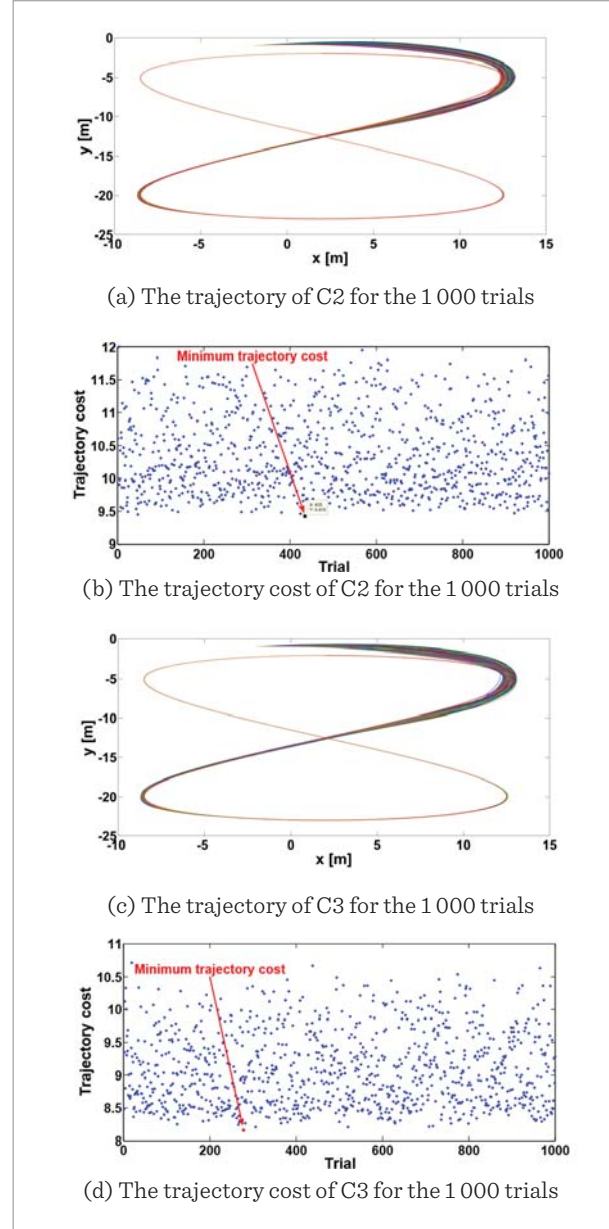 0
-5
-10
-15
-20
-25
y [m]
-10 -5 0 5 10 15
x [m]
(a) The trajectory of C2 for the 1 000 trials
12
11.5
11
10.5
10
9.5
9
Trajectory cost
Minimum trajectory cost
0 200 400 600 800 1000
Trial
(b) The trajectory cost of C2 for the 1 000 trials
0
-5
-10
-15
-20
-25
y [m]
-10 -5 0 5 10 15
x [m]
(c) The trajectory of C3 for the 1 000 trials
11
10.5
10
9.5
9
8.5
8
Trajectory cost
Minimum trajectory cost
0 200 400 600 800 1000
Trial
(d) The trajectory cost of C3 for the 1 000 trials